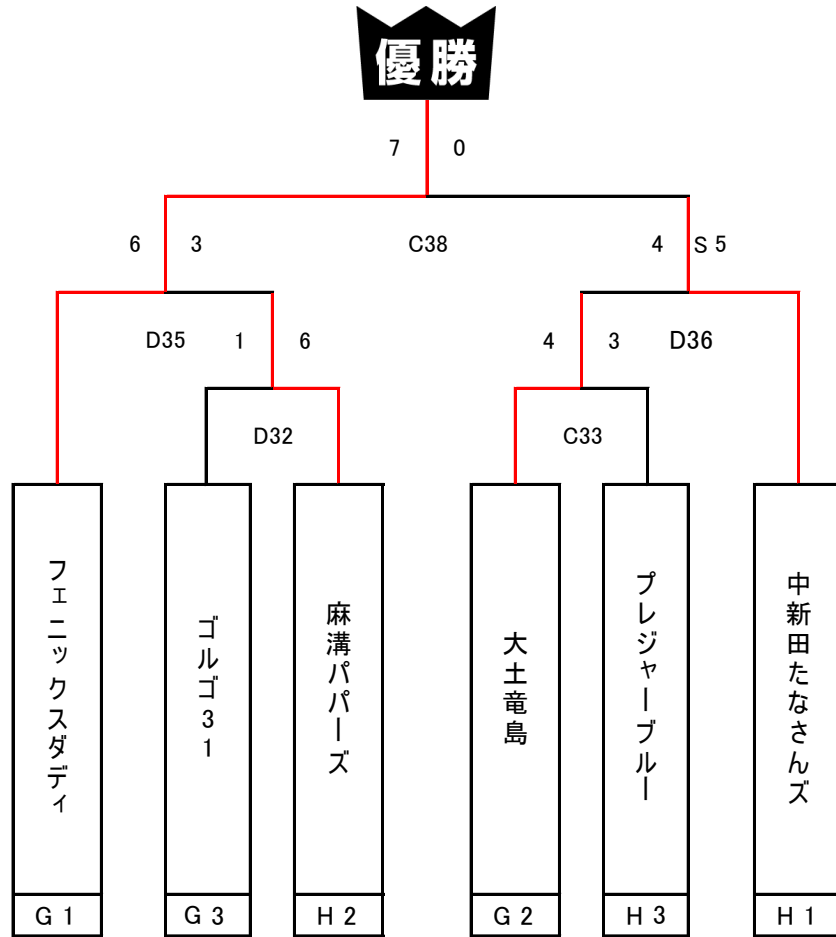 優勝
7 0
6 3 C38 4 S 5
D35 1 6 4 3 D36
D32 C33
フェニックスダディ
ゴルゴ31
麻溝パパーズ
大土竜島
プレジャーブルー
中新田たなさんズ
G 1 G 3 H 2 G 2 H 3 H 1